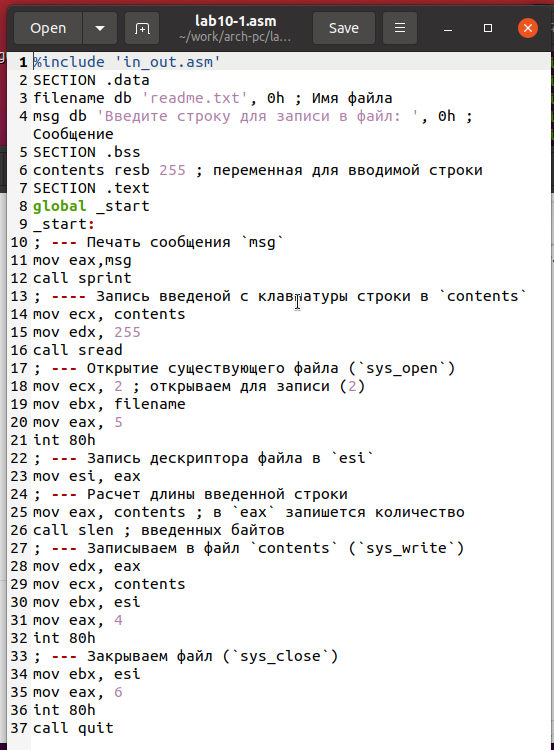 Open
lab10-1.asm
~/work/arch-pc/la...
Save
1 %include 'in_out.asm'
2 SECTION .data
3 filename db 'readme.txt', 0h ; Имя файла
4 msg db 'Введите строку для записи в файл: ', 0h ;
Сообщение
5 SECTION .bss
6 contents resb 255 ; переменная для вводимой строки
7 SECTION .text
8 global _start
9 _start:
10 ; --- Печать сообщения `msg`
11 mov eax,msg
12 call sprint
13 ; ---- Запись введеной с клавиатуры строки в `contents`
14 mov ecx, contents
15 mov edx, 255
16 call sread
17 ; --- Открытие существующего файла (`sys_open`)
18 mov ecx, 2 ; открываем для записи (2)
19 mov ebx, filename
20 mov eax, 5
21 int 80h
22 ; --- Запись дескриптора файла в `esi`
23 mov esi, eax
24 ; --- Расчет длины введенной строки
25 mov eax, contents ; в `eax` запишется количество
26 call slen ; введенных байтов
27 ; --- Записываем в файл `contents` (`sys_write`)
28 mov edx, eax
29 mov ecx, contents
30 mov ebx, esi
31 mov eax, 4
32 int 80h
33 ; --- Закрываем файл (`sys_close`)
34 mov ebx, esi
35 mov eax, 6
36 int 80h
37 call quit